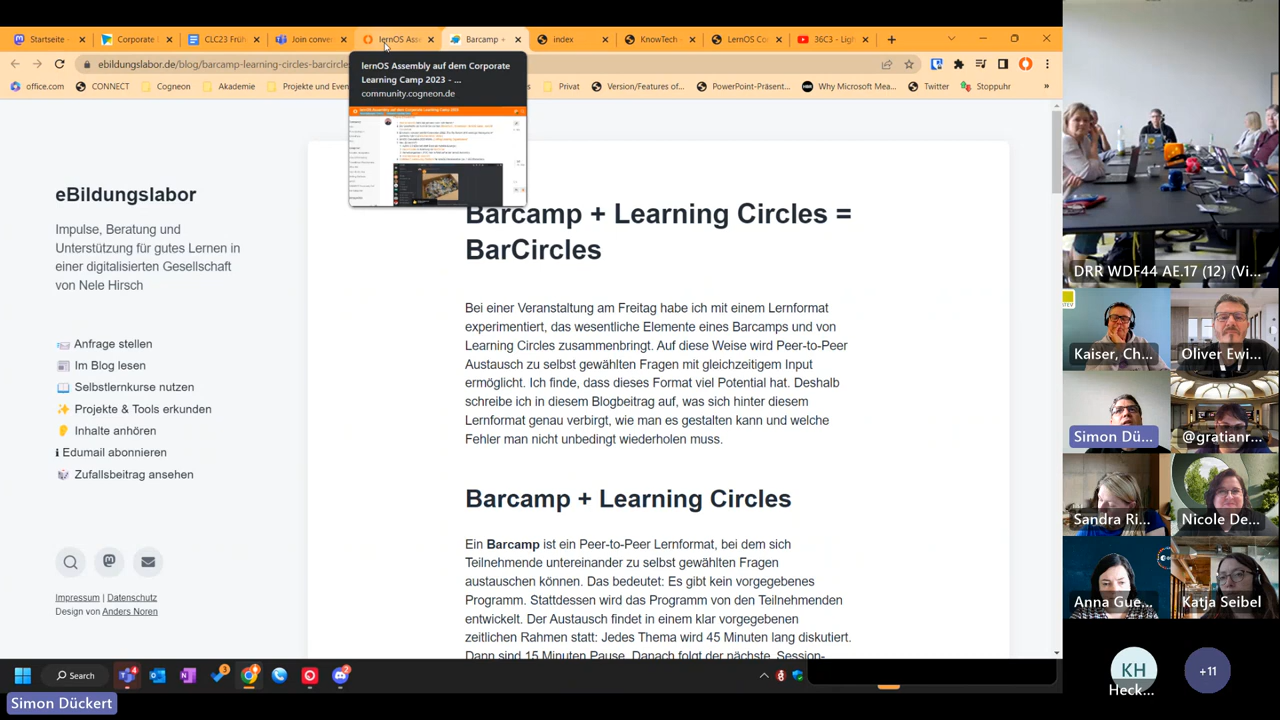 Startseite -
Corporate
CLC23 Früh
Join conver
lernOS Ass
Barcamp +
index
KnowTech -
LernOS Co
36C3 - Ligh
ebildungslabor.de/blog/barcamp-learning-circles-barcircle
office.com
CONNECT
Cogneon
Akademie
Projekte und Eve
Privat
Version/Features of...
PowerPoint-Präsent...
Why Microsoft Mea...
Twitter
Stoppuhr
lernOS Assembly auf dem Corporate
Learning Camp 2023 - ...
community.cogneon.de
eBildungslabor
Impulse, Beratung und
Unterstützung für gutes Lernen in
einer digitalisierten Gesellschaft
von Nele Hirsch
Anfrage stellen
Im Blog lesen
Selbstlernkurse nutzen
Projekte & Tools erkunden
Inhalte anhören
Edumail abonnieren
Zufallsbeitrag ansehen
Impressum | Datenschutz
Design von Anders Noren
Barcamp + Learning Circles =
BarCircles
Bei einer Veranstaltung am Freitag habe ich mit einem Lernformat
experimentiert, das wesentliche Elemente eines Barcamps und von
Learning Circles zusammenbringt. Auf diese Weise wird Peer-to-Peer
Austausch zu selbst gewählten Fragen mit gleichzeitigem Input
ermöglicht. Ich finde, dass dieses Format viel Potential hat. Deshalb
schreibe ich in diesem Blogbeitrag auf, was sich hinter diesem
Lernformat genau verbirgt, wie man es gestalten kann und welche
Fehler man nicht unbedingt wiederholen muss.
Barcamp + Learning Circles
Ein Barcamp ist ein Peer-to-Peer Lernformat, bei dem sich
Teilnehmende untereinander zu selbst gewählten Fragen
austauschen können. Das bedeutet: Es gibt kein vorgegebenes
Programm. Stattdessen wird das Programm von den Teilnehmenden
entwickelt. Der Austausch findet in einem klar vorgegebenen
zeitlichen Rahmen statt: Jedes Thema wird 45 Minuten lang diskutiert.
Dann sind 15 Minuten Pause. Danach folgt der nächste. Session-
DRR WDF44 AE.17 (12) (Vi...
Kaiser, Ch...
Oliver Ewi...
Simon Dü...
@gratianr...
Sandra Ri...
Nicole De...
Anna Gue...
Katja Seibel
KH
Heck...
+11
Search
Simon Dückert